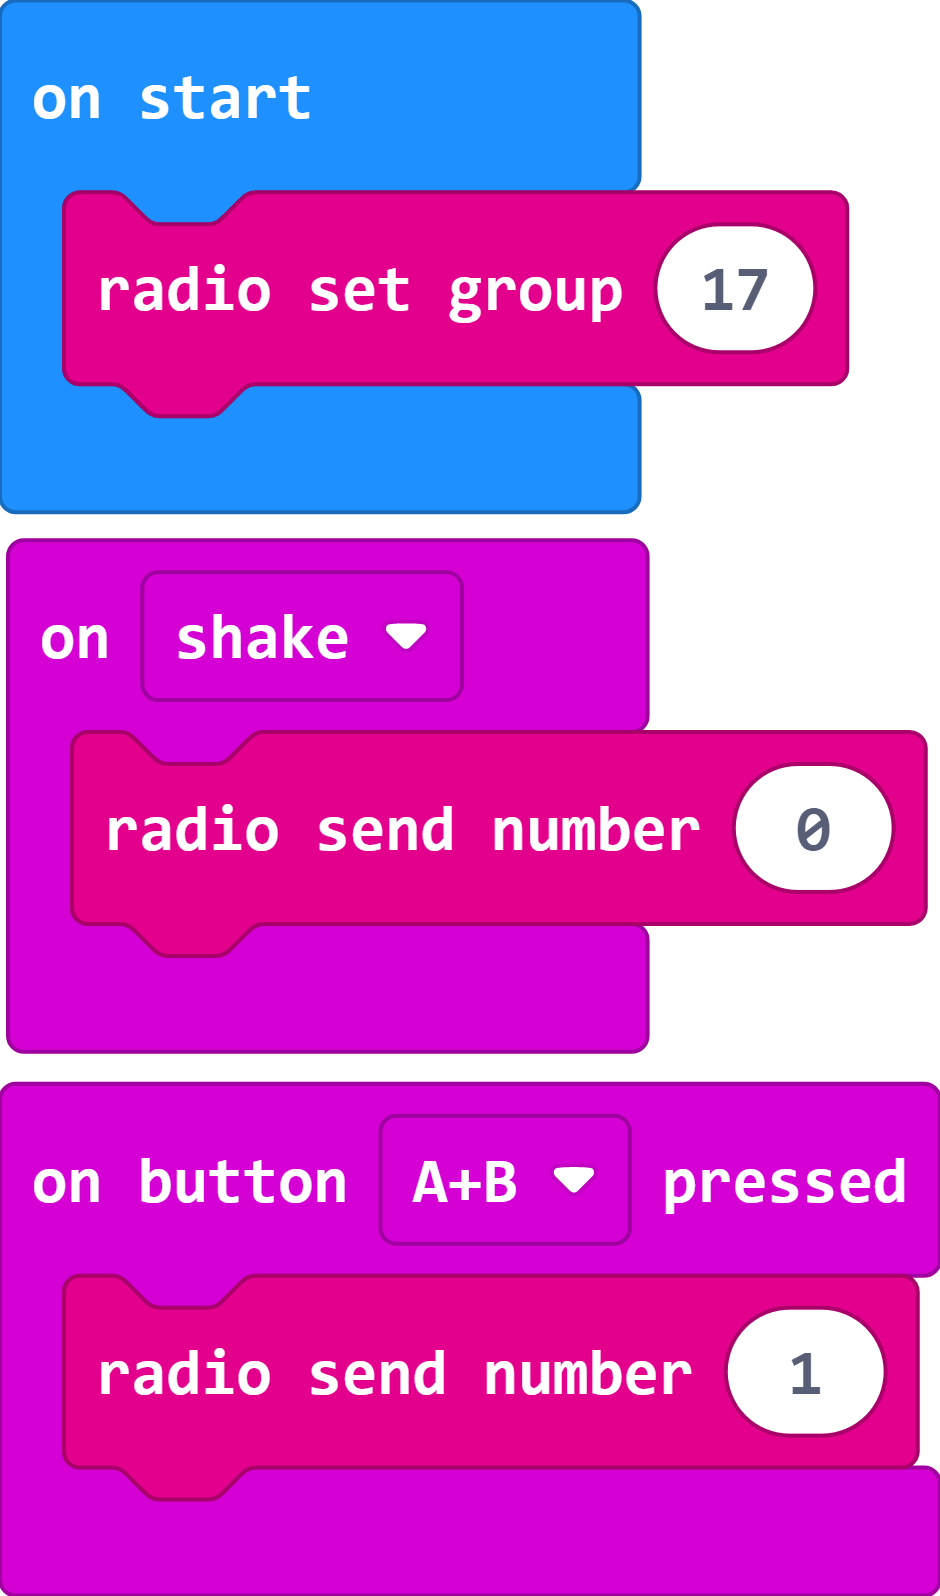 on start
radio set group 17
on shake
radio send number 0
on button A+B pressed
radio send number 1